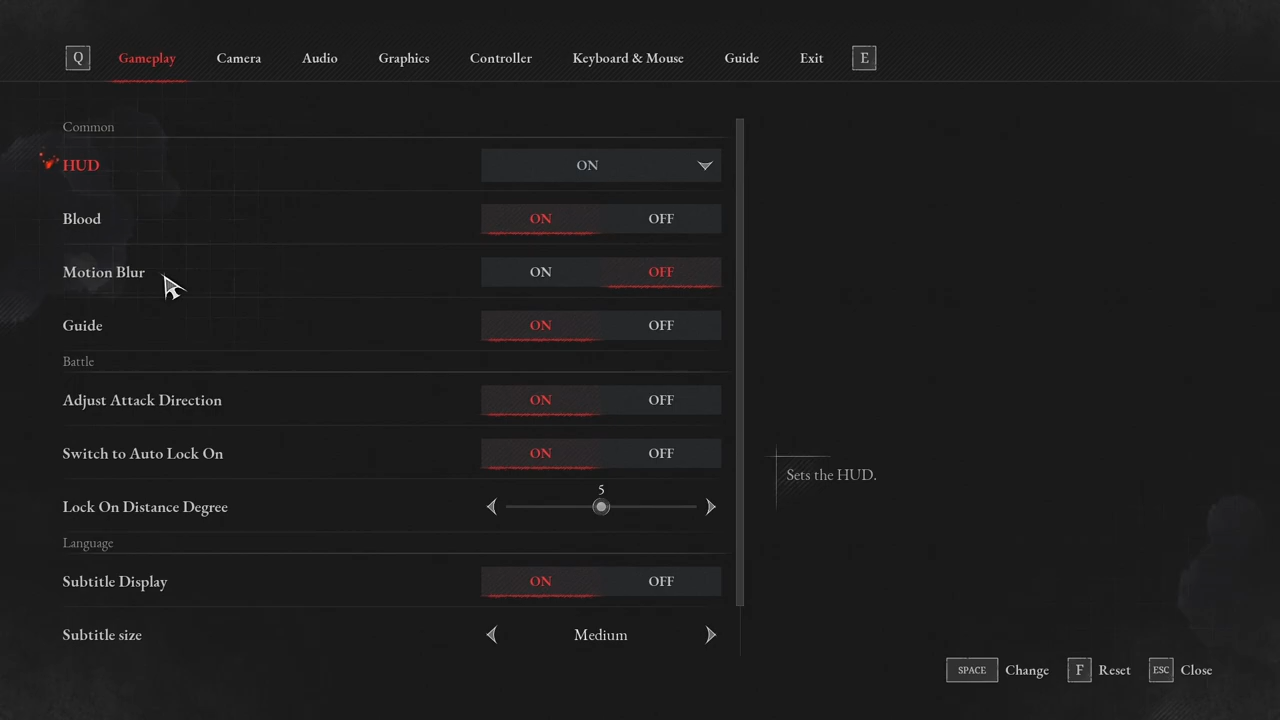 Q Gameplay Camera Audio Graphics Controller Keyboard & Mouse Guide Exit E
Common
HUD ON
Blood ON OFF
Motion Blur ON OFF
Guide ON OFF
Battle
Adjust Attack Direction ON OFF
Switch to Auto Lock On ON OFF
5
Lock On Distance Degree
Sets the HUD.
Language
Subtitle Display ON OFF
Subtitle size Medium
SPACE Change F Reset ESC Close